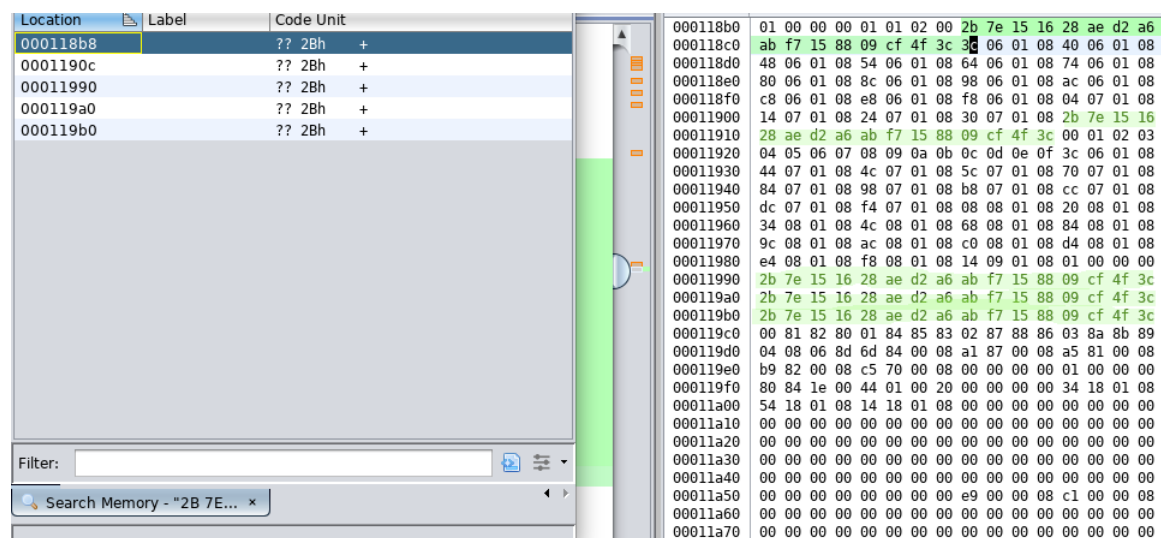 Location Label Code Unit
000118b8 ?? 2Bh +
0001190c ?? 2Bh +
00011990 ?? 2Bh +
000119a0 ?? 2Bh +
000119b0 ?? 2Bh +
Filter:
Search Memory - "2B 7E... ×
000118b0 01 00 00 00 01 01 02 00 2b 7e 15 16 28 ae d2 a6
000118c0 ab f7 15 88 09 cf 4f 3c 3c 06 01 08 40 06 01 08
000118d0 48 06 01 08 54 06 01 08 64 06 01 08 74 06 01 08
000118e0 80 06 01 08 8c 06 01 08 98 06 01 08 ac 06 01 08
000118f0 c8 06 01 08 e8 06 01 08 f8 06 01 08 04 07 01 08
00011900 14 07 01 08 24 07 01 08 30 07 01 08 2b 7e 15 16
00011910 28 ae d2 a6 ab f7 15 88 09 cf 4f 3c 00 01 02 03
00011920 04 05 06 07 08 09 0a 0b 0c 0d 0e 0f 3c 06 01 08
00011930 44 07 01 08 4c 07 01 08 5c 07 01 08 70 07 01 08
00011940 84 07 01 08 98 07 01 08 b8 07 01 08 cc 07 01 08
00011950 dc 07 01 08 f4 07 01 08 08 08 01 08 20 08 01 08
00011960 34 08 01 08 4c 08 01 08 68 08 01 08 84 08 01 08
00011970 9c 08 01 08 ac 08 01 08 c0 08 01 08 d4 08 01 08
00011980 e4 08 01 08 f8 08 01 08 14 09 01 08 01 00 00 00
00011990 2b 7e 15 16 28 ae d2 a6 ab f7 15 88 09 cf 4f 3c
000119a0 2b 7e 15 16 28 ae d2 a6 ab f7 15 88 09 cf 4f 3c
000119b0 2b 7e 15 16 28 ae d2 a6 ab f7 15 88 09 cf 4f 3c
000119c0 00 81 82 80 01 84 85 83 02 87 88 86 03 8a 8b 89
000119d0 04 08 06 8d 6d 84 00 08 a1 87 00 08 a5 81 00 08
000119e0 b9 82 00 08 c5 70 00 08 00 00 00 00 01 00 00 00
000119f0 80 84 1e 00 44 01 00 20 00 00 00 00 34 18 01 08
00011a00 54 18 01 08 14 18 01 08 00 00 00 00 00 00 00 00
00011a10 00 00 00 00 00 00 00 00 00 00 00 00 00 00 00 00
00011a20 00 00 00 00 00 00 00 00 00 00 00 00 00 00 00 00
00011a30 00 00 00 00 00 00 00 00 00 00 00 00 00 00 00 00
00011a40 00 00 00 00 00 00 00 00 00 00 00 00 00 00 00 00
00011a50 00 00 00 00 00 00 00 00 e9 00 00 08 c1 00 00 08
00011a60 00 00 00 00 00 00 00 00 00 00 00 00 00 00 00 00
00011a70 00 00 00 00 00 00 00 00 00 00 00 00 00 00 00 00